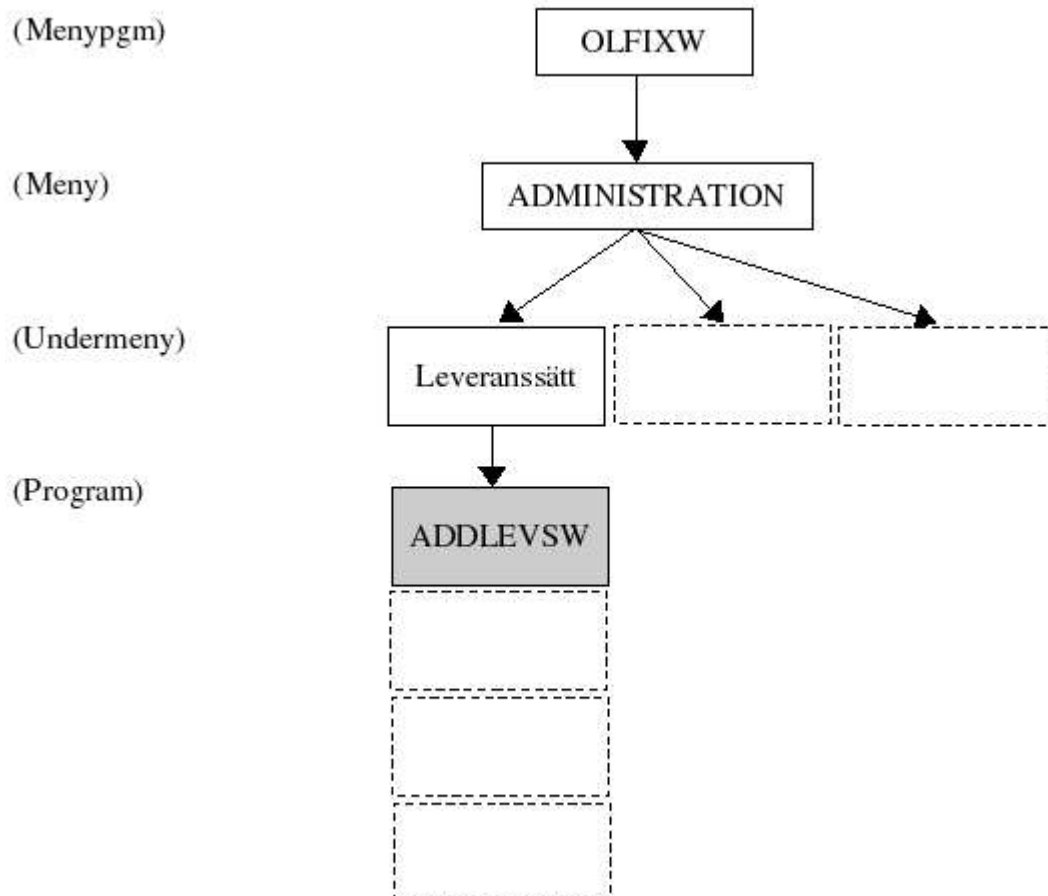 (Menypgm)
OLFIXW
(Meny)
ADMINISTRATION
(Undermeny)
Leveranssätt
(Program)
ADDLEVSW